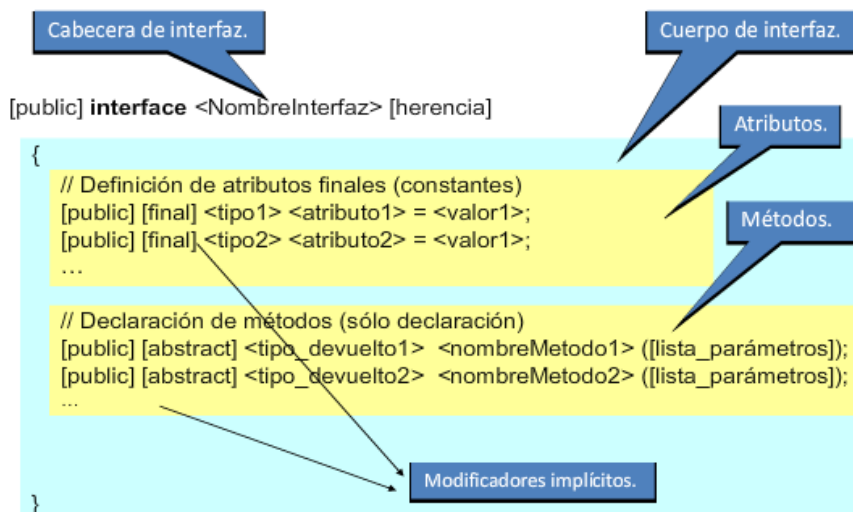 Cabecera de interfaz.
Cuerpo de interfaz.
[public] interface <NombreInterfaz> [herencia]
Atributos.
{
// Definición de atributos finales (constantes)
[public] [final] <tipo1> <atributo1> = <valor1>;
[public] [final] <tipo2> <atributo2> = <valor1>;
…
Métodos.
// Declaración de métodos (sólo declaración)
[public] [abstract] <tipo_devuelto1> <nombreMetodo1> ([lista_parámetros]);
[public] [abstract] <tipo_devuelto2> <nombreMetodo2> ([lista_parámetros]);
...
Modificadores implícitos.
}